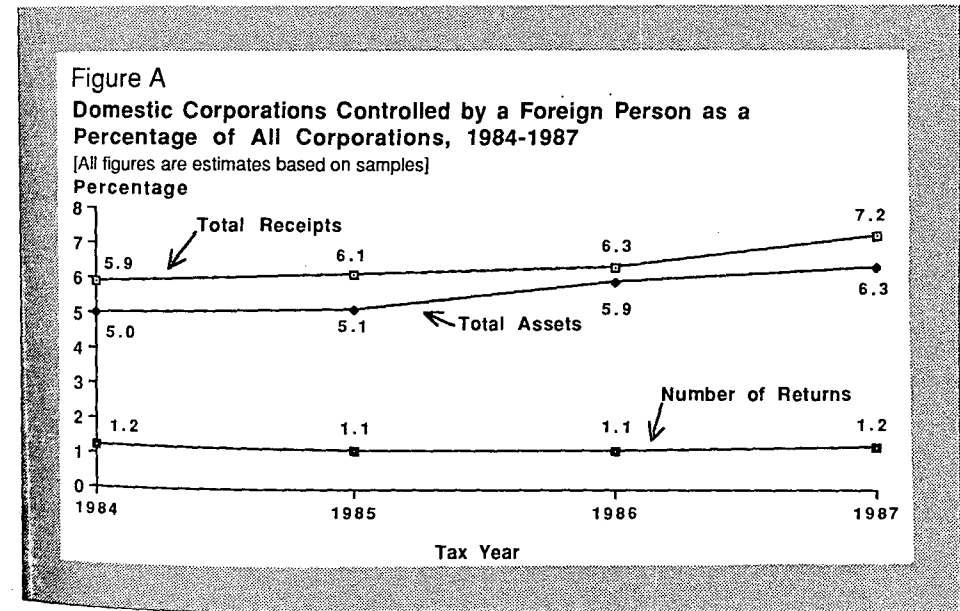 Figure A
Domestic Corporations Controlled by a Foreign Person as a
Percentage of All Corporations, 1984-1987
[All figures are estimates based on samples]
Percentage
8
7
6
5
4
3
2
1
0
Total Receipts
5.9
6.1
6.3
7.2
Total Assets
5.0
5.1
5.9
6.3
Number of Returns
1.2
1.1
1.1
1.2
1984
1985
1986
1987
Tax Year